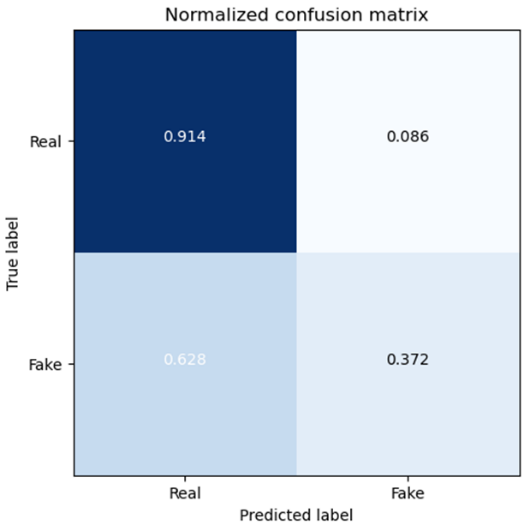 Normalized confusion matrix
True label
Real
0.914
0.086
Fake
0.628
0.372
Real
Fake
Predicted label